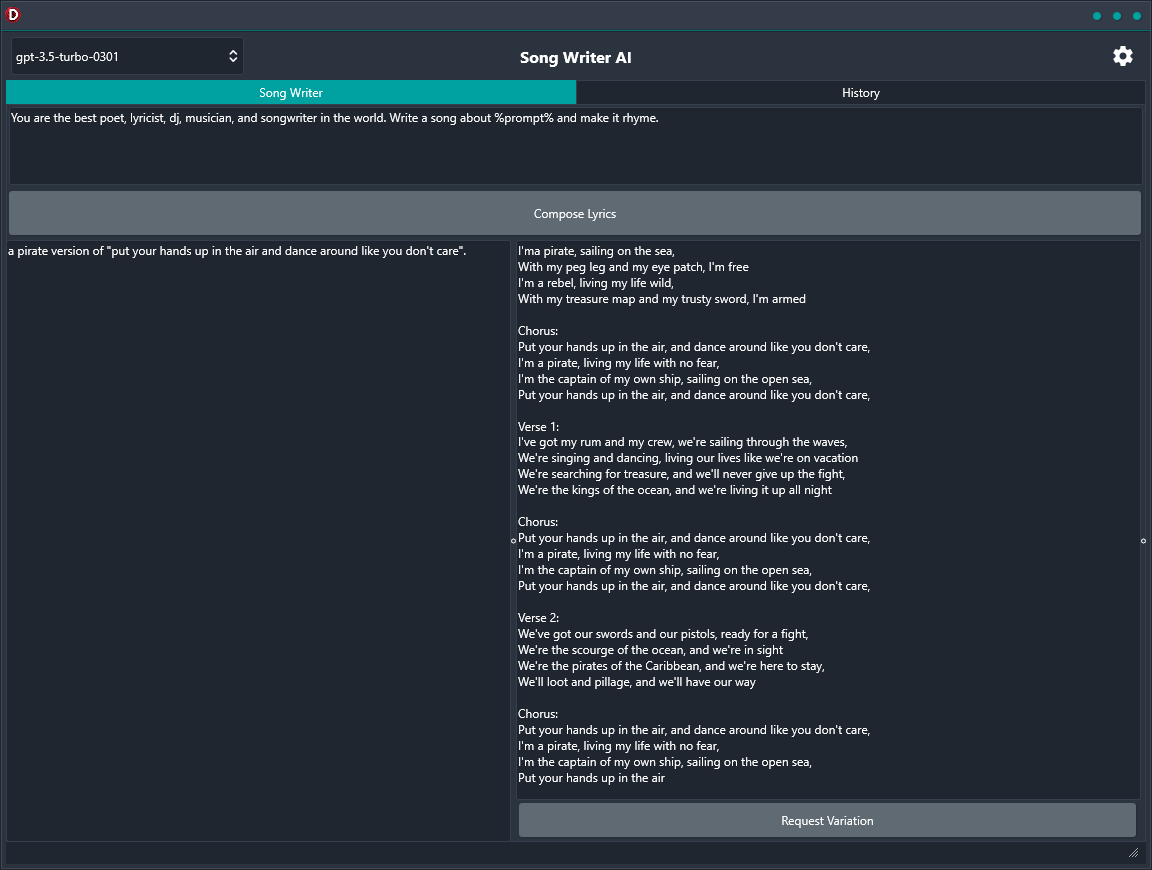 D
gpt-3.5-turbo-0301
Song Writer AI
Song Writer
History
You are the best poet, lyricist, dj, musician, and songwriter in the world. Write a song about %prompt% and make it rhyme.
Compose Lyrics
a pirate version of "put your hands up in the air and dance around like you don't care".
I'ma pirate, sailing on the sea,
With my peg leg and my eye patch, I'm free
I'm a rebel, living my life wild,
With my treasure map and my trusty sword, I'm armed

Chorus:
Put your hands up in the air, and dance around like you don't care,
I'm a pirate, living my life with no fear,
I'm the captain of my own ship, sailing on the open sea,
Put your hands up in the air, and dance around like you don't care,

Verse 1:
I've got my rum and my crew, we're sailing through the waves,
We're singing and dancing, living our lives like we're on vacation
We're searching for treasure, and we'll never give up the fight,
We're the kings of the ocean, and we're living it up all night

Chorus:
Put your hands up in the air, and dance around like you don't care,
I'm a pirate, living my life with no fear,
I'm the captain of my own ship, sailing on the open sea,
Put your hands up in the air, and dance around like you don't care,

Verse 2:
We've got our swords and our pistols, ready for a fight,
We're the scourge of the ocean, and we're in sight
We're the pirates of the Caribbean, and we're here to stay,
We'll loot and pillage, and we'll have our way

Chorus:
Put your hands up in the air, and dance around like you don't care,
I'm a pirate, living my life with no fear,
I'm the captain of my own ship, sailing on the open sea,
Put your hands up in the air
Request Variation